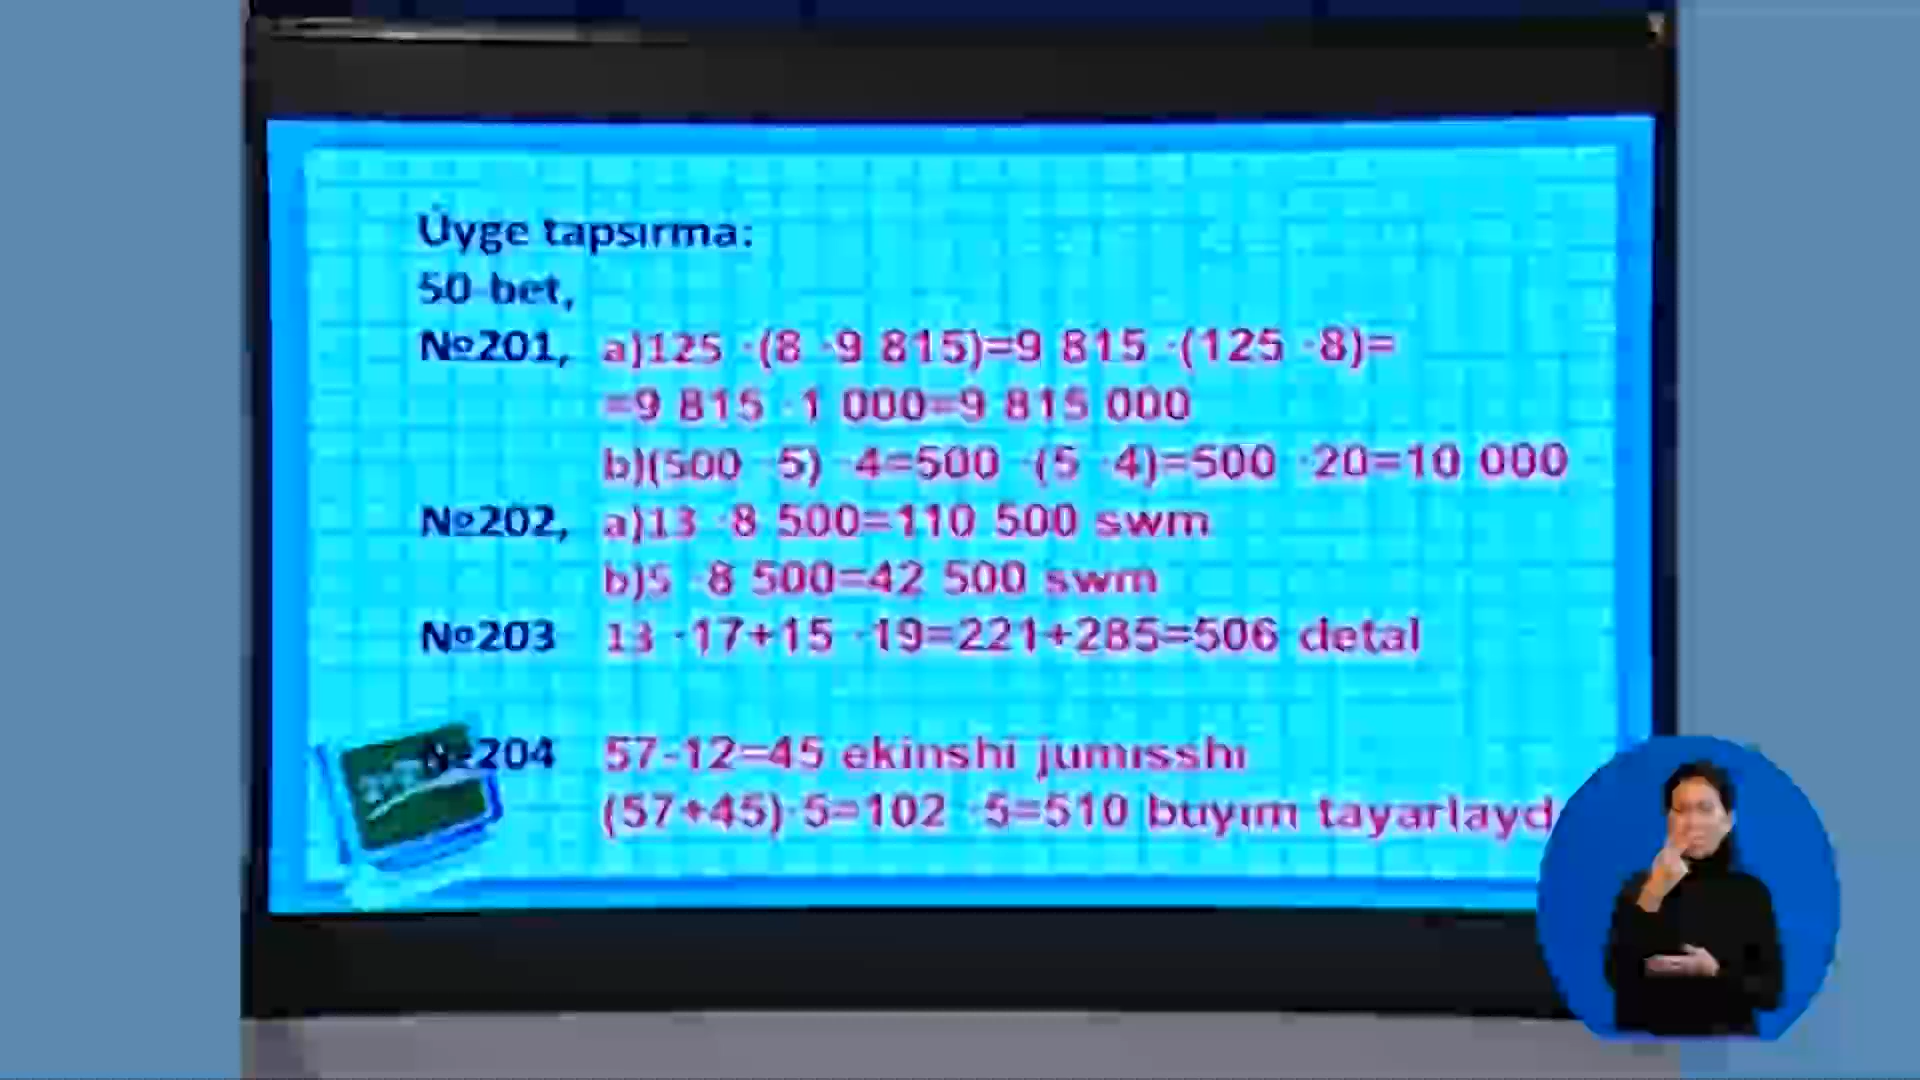 Úyge tapsırma:
50-bet,
№201, a)125 ·(8 ·9 815)=9 815 ·(125 ·8)=
=9 815 ·1 000=9 815 000
b)(500 ·5) ·4=500 ·(5 ·4)=500 ·20=10 000
№202, a)13 ·8 500=110 500 swm
b)5 ·8 500=42 500 swm
№203 13 ·17+15 ·19=221+285=506 detal
№204 57-12=45 ekinshi jumısshı
(57+45)·5=102 ·5=510 buyım tayarlayd